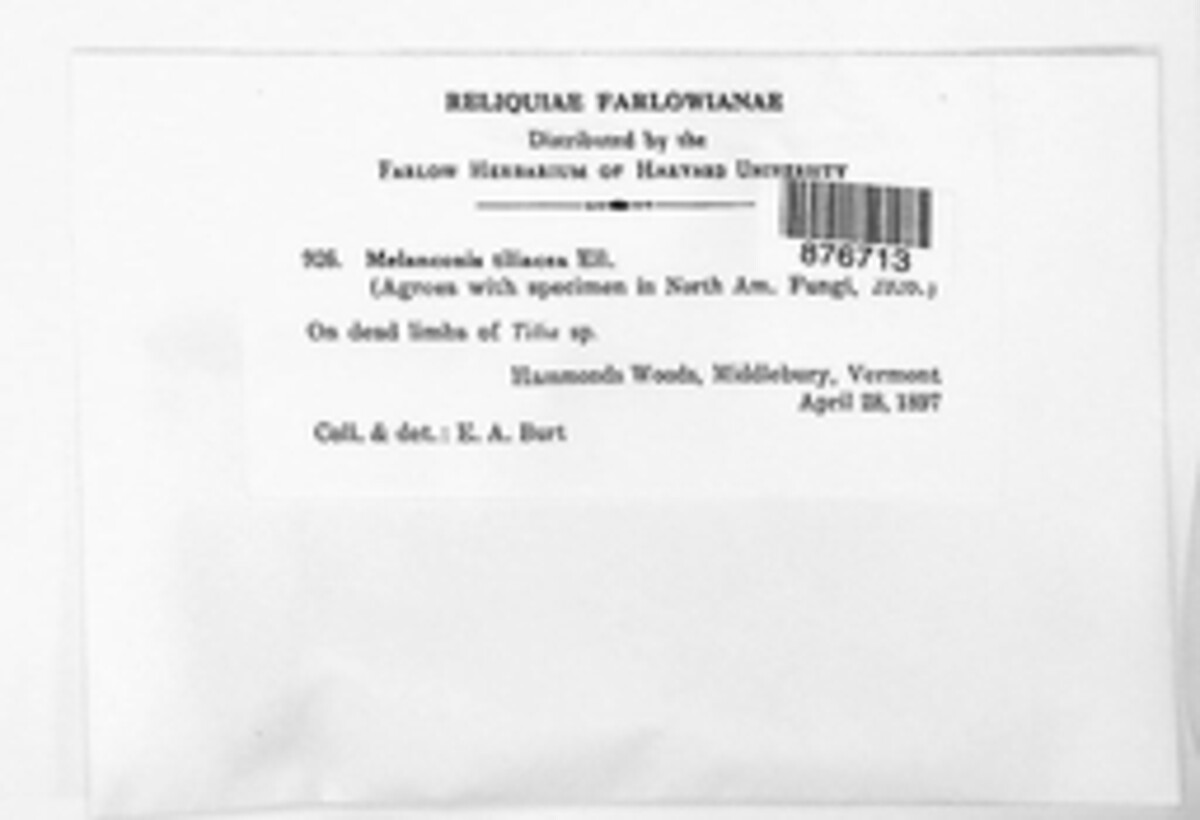 RELIQUIAE FARLOWIANAE
Distributed by the
FARLOW HERBARIUM OF HARVARD UNIVERSITY
876713
926. Melanconis tiliacea Ell.
(Agrees with specimen in North Am. Fungi,
On dead limbs of Tilia sp.
Hammonds Woods, Middlebury, Vermont
April 28, 1897
Coll. & det.: E. A. Burt